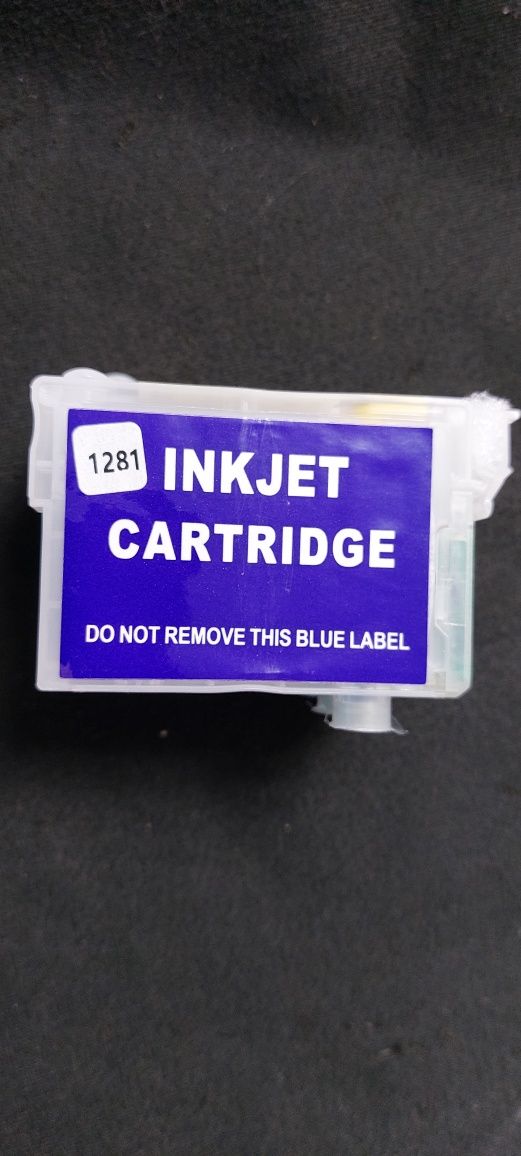 1281
INKJET
CARTRIDGE
DO NOT REMOVE THIS BLUE LABEL